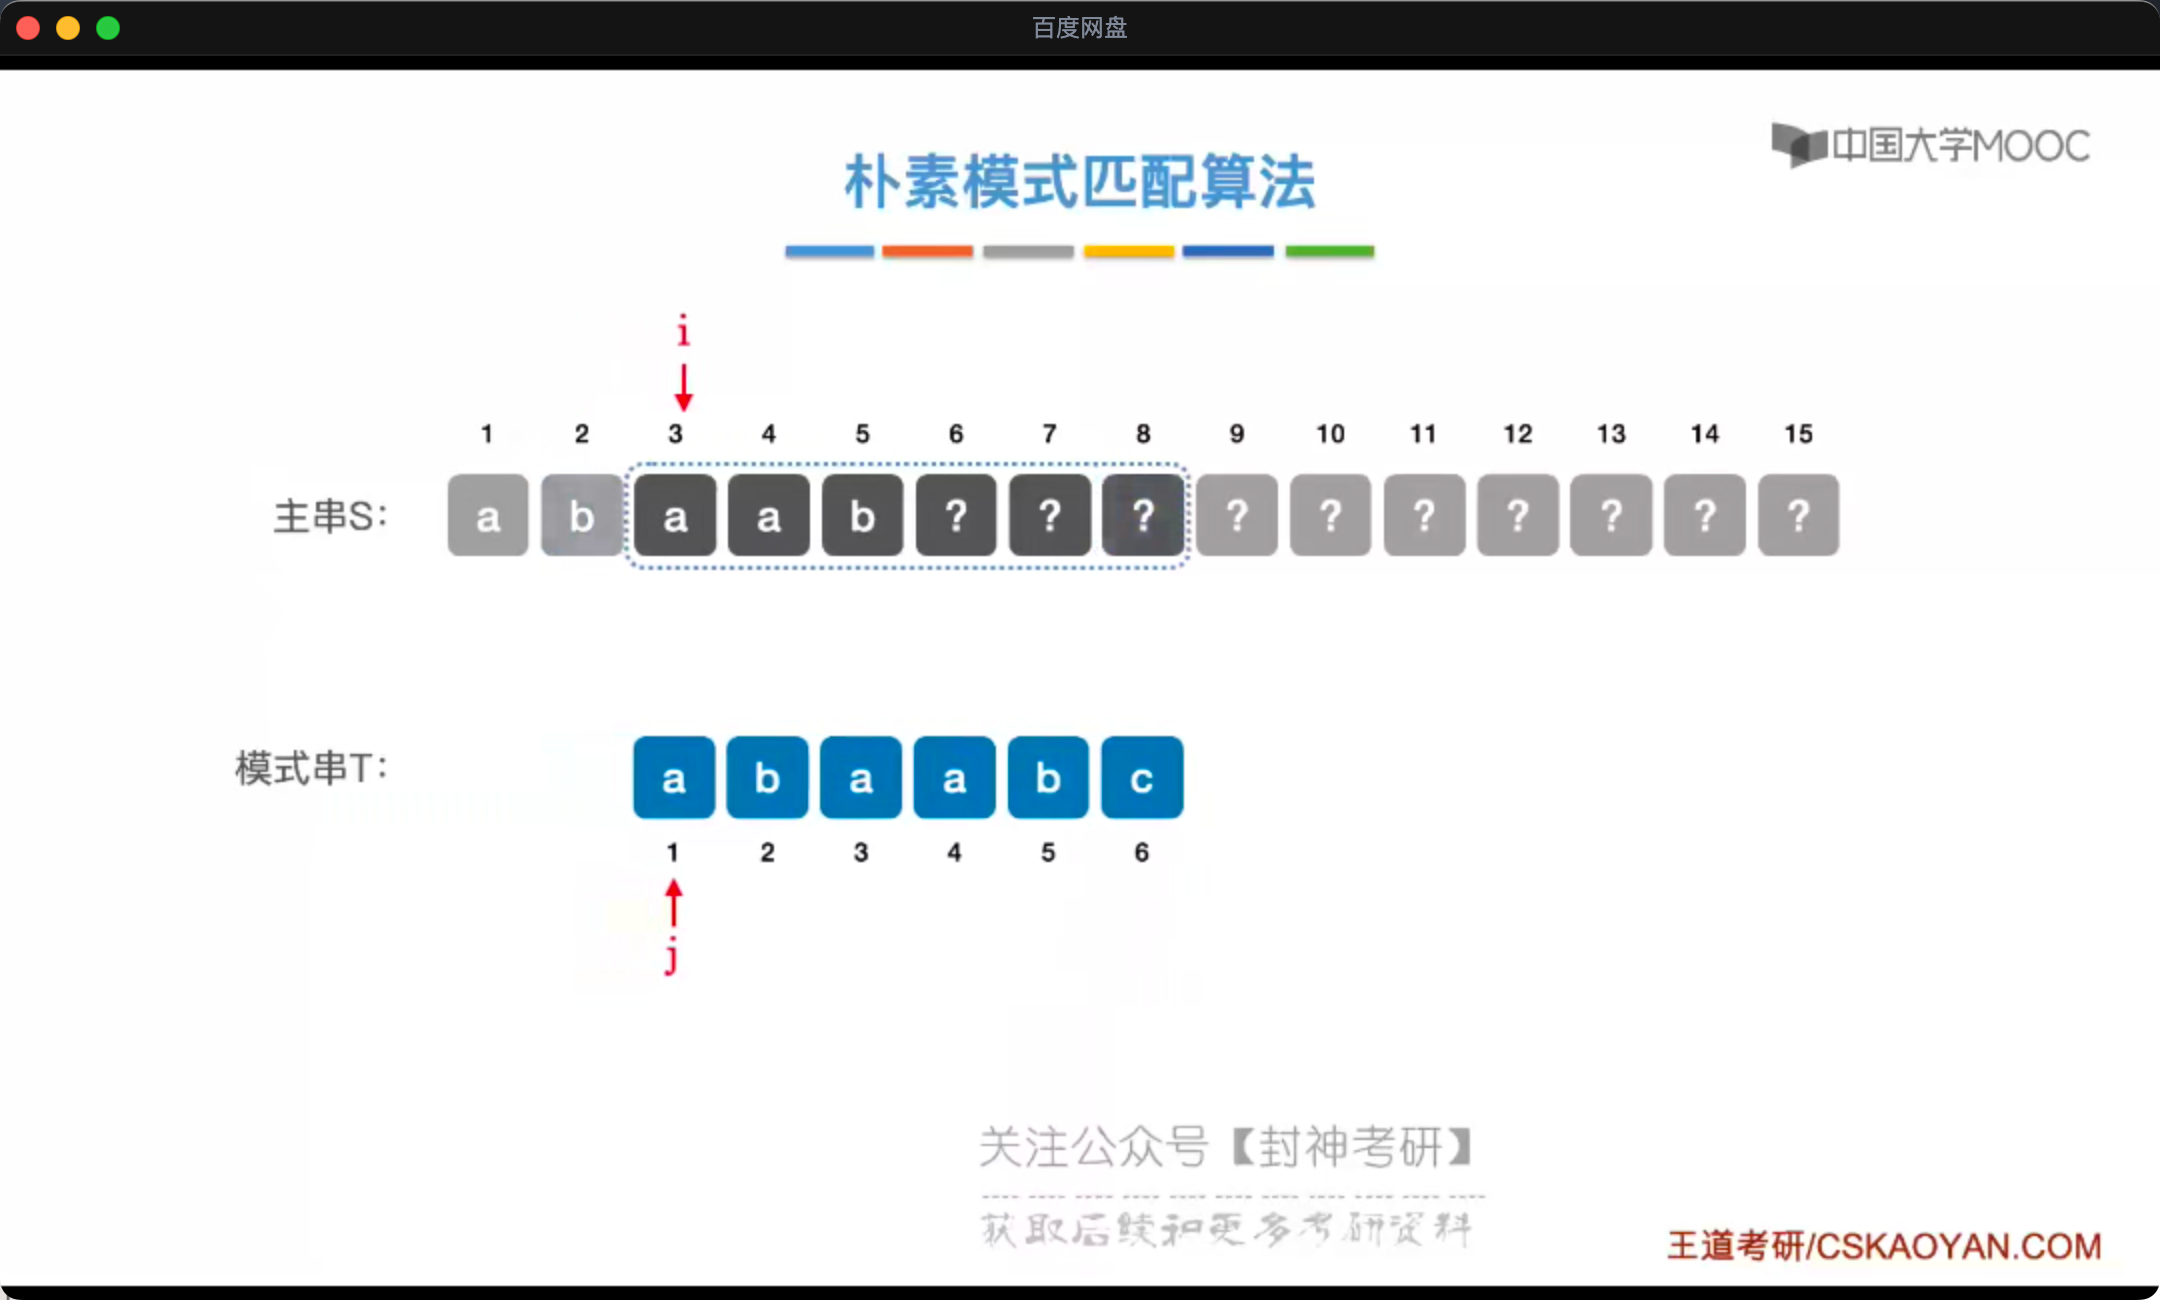 百度网盘
中国大学MOOC
朴素模式匹配算法
i
1 2 3 4 5 6 7 8 9 10 11 12 13 14 15
主串S: a b a a b ? ? ? ? ? ? ? ? ? ?
模式串T: a b a a b c
1 2 3 4 5 6
j
关注公众号【封神考研】
获取后续和更多考研资料
王道考研/CSKAOYAN.COM